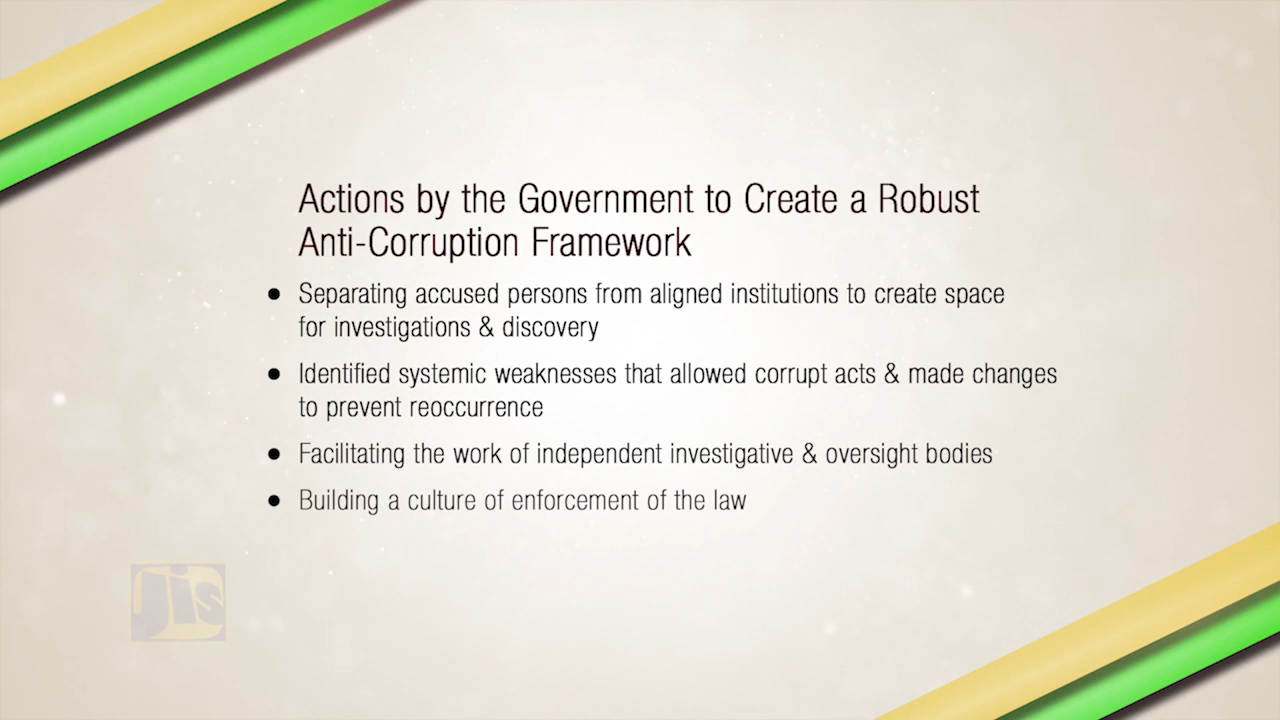 Actions by the Government to Create a Robust
Anti-Corruption Framework
● Separating accused persons from aligned institutions to create space
for investigations & discovery
● Identified systemic weaknesses that allowed corrupt acts & made changes
to prevent reoccurrence
● Facilitating the work of independent investigative & oversight bodies
● Building a culture of enforcement of the law
Jis